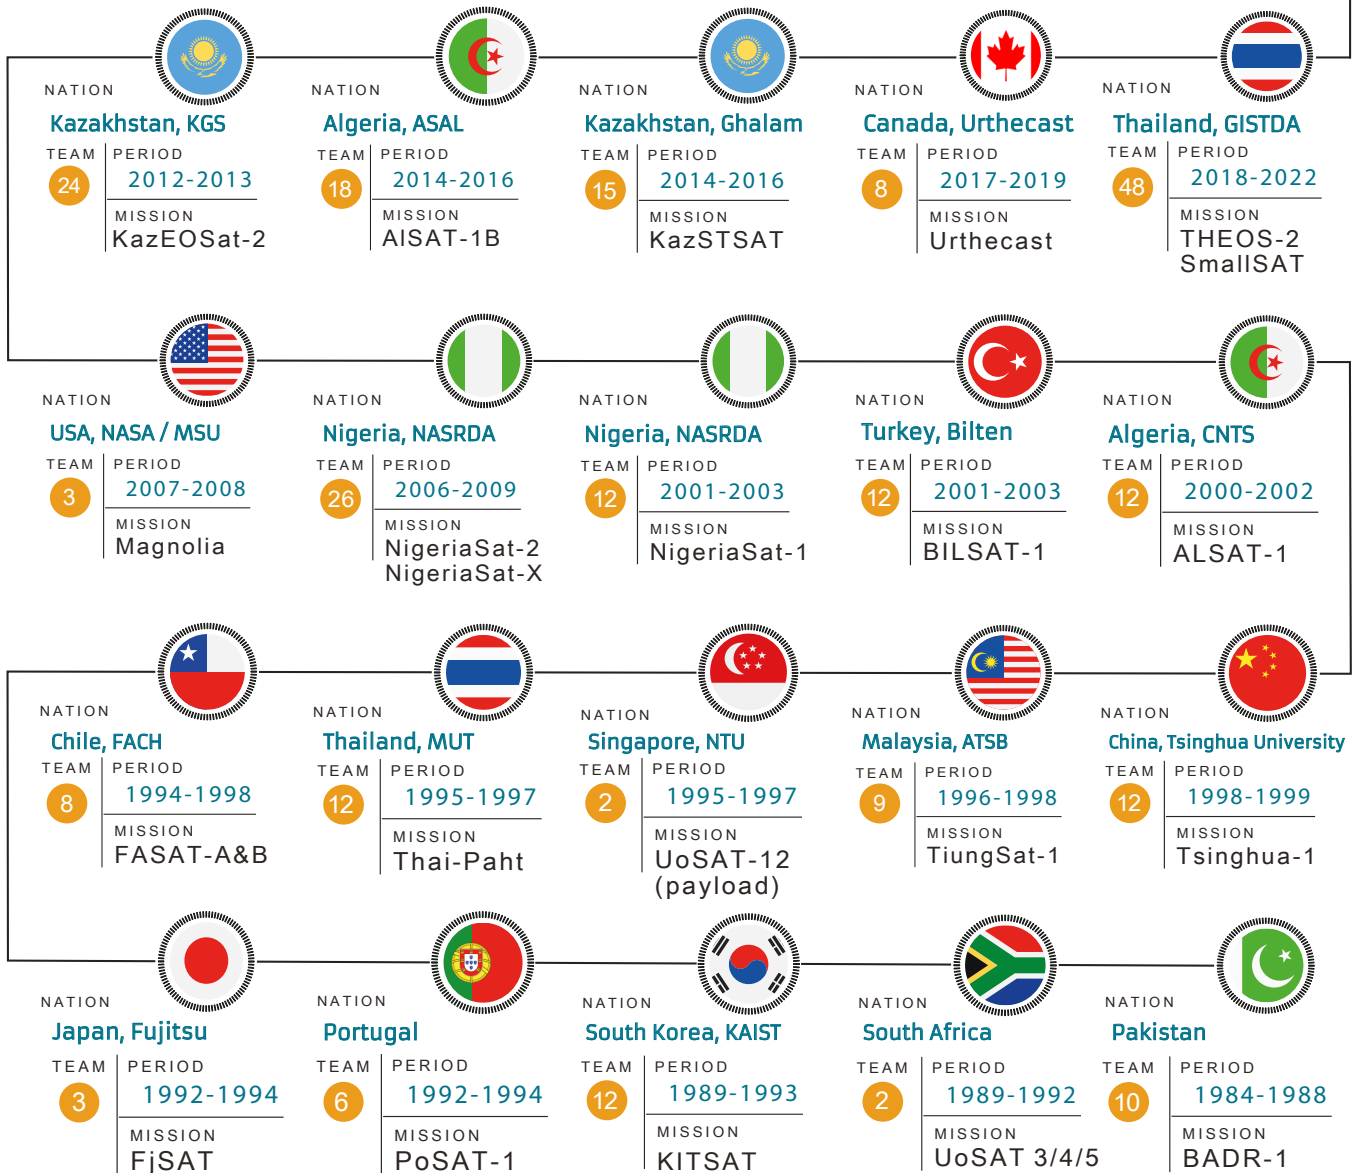 NATION
Kazakhstan, KGS
TEAM
24
PERIOD
2012-2013
MISSION
KazEOSat-2
NATION
Algeria, ASAL
TEAM
18
PERIOD
2014-2016
MISSION
AlSAT-1B
NATION
Kazakhstan, Ghalam
TEAM
15
PERIOD
2014-2016
MISSION
KazSTSAT
NATION
Canada, Urthecast
TEAM
8
PERIOD
2017-2019
MISSION
Urthecast
NATION
Thailand, GISTDA
TEAM
48
PERIOD
2018-2022
MISSION
THEOS-2
SmallSAT
NATION
USA, NASA / MSU
TEAM
3
PERIOD
2007-2008
MISSION
Magnolia
NATION
Nigeria, NASRDA
TEAM
26
PERIOD
2006-2009
MISSION
NigeriaSat-2
NigeriaSat-X
NATION
Nigeria, NASRDA
TEAM
12
PERIOD
2001-2003
MISSION
NigeriaSat-1
NATION
Turkey, Bilten
TEAM
12
PERIOD
2001-2003
MISSION
BILSAT-1
NATION
Algeria, CNTS
TEAM
12
PERIOD
2000-2002
MISSION
ALSAT-1
NATION
Chile, FACH
TEAM
8
PERIOD
1994-1998
MISSION
FASAT-A&B
NATION
Thailand, MUT
TEAM
12
PERIOD
1995-1997
MISSION
Thai-Paht
NATION
Singapore, NTU
TEAM
2
PERIOD
1995-1997
MISSION
UoSAT-12
(payload)
NATION
Malaysia, ATSB
TEAM
9
PERIOD
1996-1998
MISSION
TiungSat-1
NATION
China, Tsinghua University
TEAM
12
PERIOD
1998-1999
MISSION
Tsinghua-1
NATION
Japan, Fujitsu
TEAM
3
PERIOD
1992-1994
MISSION
FjSAT
NATION
Portugal
TEAM
6
PERIOD
1992-1994
MISSION
PoSAT-1
NATION
South Korea, KAIST
TEAM
12
PERIOD
1989-1993
MISSION
KITSAT
NATION
South Africa
TEAM
2
PERIOD
1989-1992
MISSION
UoSAT 3/4/5
NATION
Pakistan
TEAM
10
PERIOD
1984-1988
MISSION
BADR-1